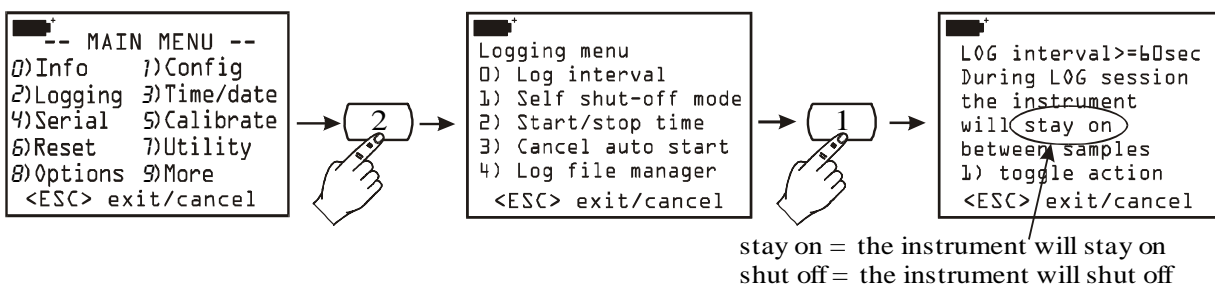 -- MAIN MENU --
0)Info 1)Config
2)Logging 3)Time/date
4)Serial 5)Calibrate
6)Reset 7)Utility
8)Options 9)More
<ESC> exit/cancel
2
Logging menu
0) Log interval
1) Self shut-off mode
2) Start/stop time
3) Cancel auto start
4) Log file manager
<ESC> exit/cancel
1
LOG interval>=60sec
During LOG session
the instrument
will stay on
between samples
1) toggle action
<ESC> exit/cancel
stay on = the instrument will stay on
shut off = the instrument will shut off